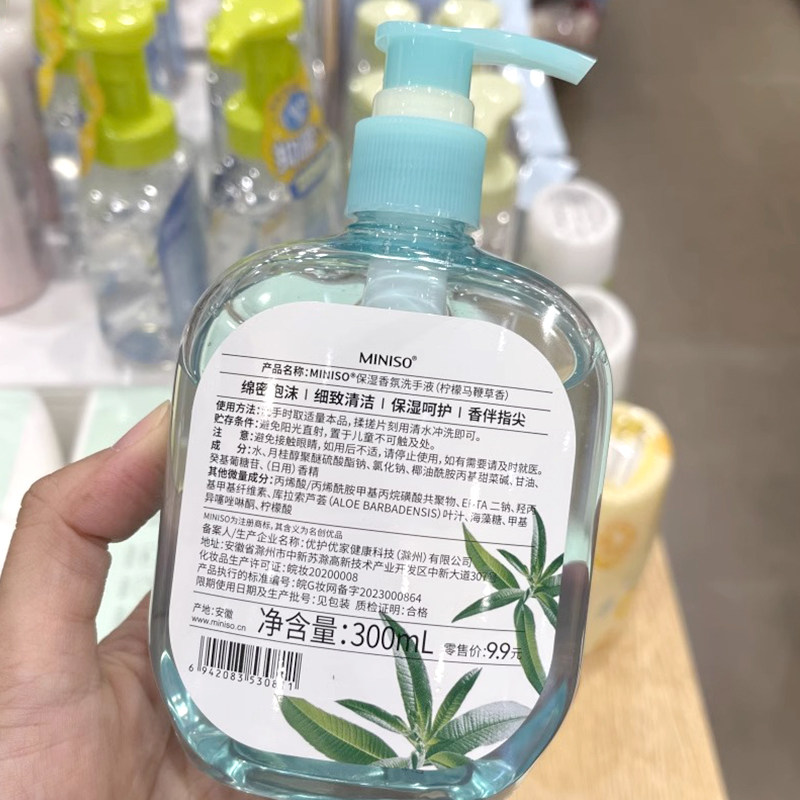 MINISO®
产品名称:MINISO®保湿香氛洗手液(柠檬马鞭草香)
绵密泡沫 | 细致清洁 | 保湿呵护 | 香伴指尖
使用方法:洗手时取适量本品,揉搓片刻用清水冲洗即可。
贮存条件:避免阳光直射,置于儿童不可触及处。
注 意:避免接触眼睛,如用后不适,请停止使用,如有需要请及时就医。
成 分:水、月桂醇聚醚硫酸酯钠、氯化钠、椰油酰胺丙基甜菜碱、甘油、
癸基葡糖苷、(日用)香精
其他微量成分:丙烯酸/丙烯酰胺甲基丙烷磺酸共聚物、EDTA二钠、羟丙
基甲基纤维素、库拉索芦荟(ALOE BARBADENSIS)叶汁、海藻糖、甲基
异噻唑啉酮、柠檬酸
MINISO为注册商标,其含义为名创优品
备案人/生产企业名称:优护优家健康科技(滁州)有限公司
地址:安徽省滁州市中新苏滁高新技术产业开发区中新大道307号
化妆品生产许可证:皖妆20200008
产品执行的标准编号:皖G妆网备字2023000864
限期使用日期及生产批号:见包装 质检证明:合格
产地:安徽
www.miniso.cn
净含量:300mL 零售价:9.9元
6 942083 530811